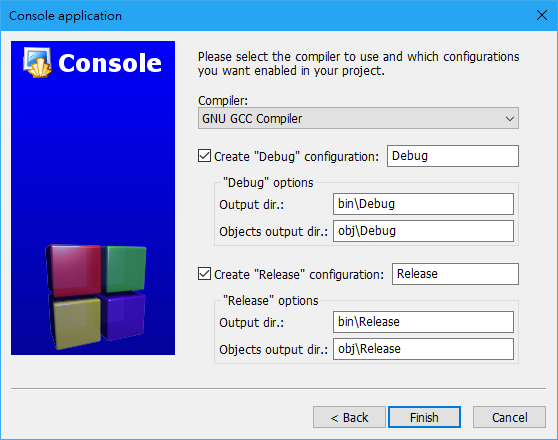 Console application
Console
Please select the compiler to use and which configurations
you want enabled in your project.
Compiler:
GNU GCC Compiler
Create "Debug" configuration: Debug
"Debug" options
Output dir.: bin\Debug
Objects output dir.: obj\Debug
Create "Release" configuration: Release
"Release" options
Output dir.: bin\Release
Objects output dir.: obj\Release
< Back Finish Cancel